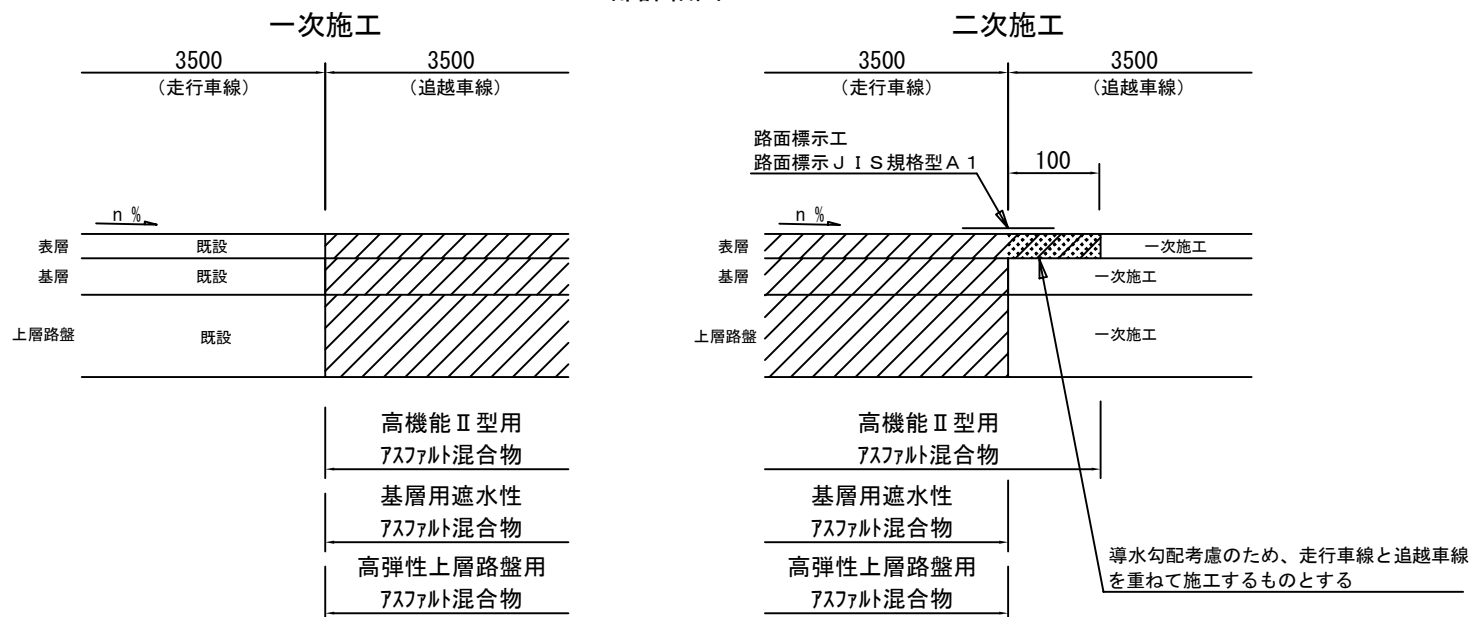 一次施工
3500
3500
(走行車線)
(追越車線)
n %
表層
既設
基層
既設
上層路盤
既設
高機能Ⅱ型用
アスファルト混合物
基層用遮水性
アスファルト混合物
高弾性上層路盤用
アスファルト混合物
二次施工
3500
3500
(走行車線)
(追越車線)
路面標示工
路面標示JIS規格型A1
100
n %
表層
一次施工
基層
一次施工
上層路盤
一次施工
高機能Ⅱ型用
アスファルト混合物
基層用遮水性
アスファルト混合物
高弾性上層路盤用
アスファルト混合物
導水勾配考慮のため、走行車線と追越車線
を重ねて施工するものとする